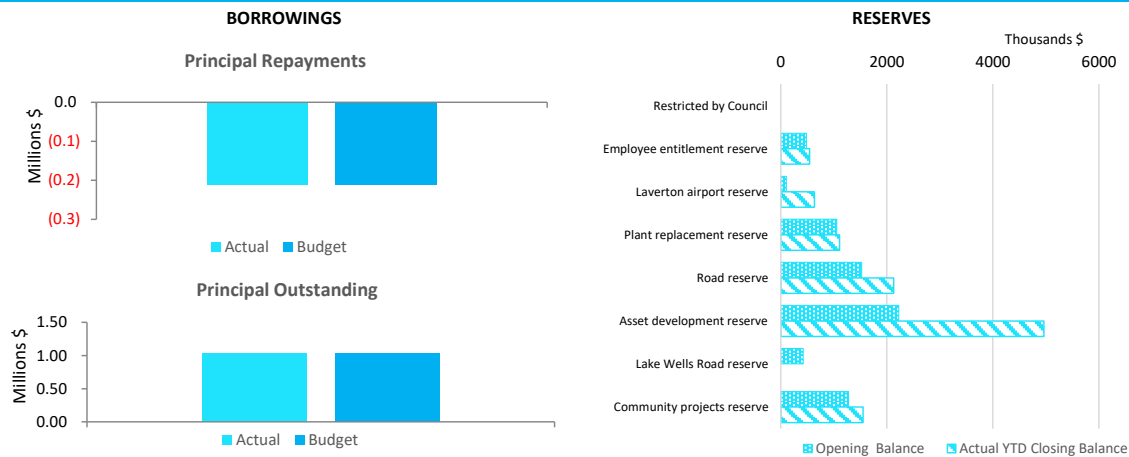 BORROWINGS
Principal Repayments
Millions $
0.0
(0.1)
(0.2)
(0.3)
Actual Budget
Principal Outstanding
Millions $
1.50
1.00
0.50
0.00
Actual Budget
RESERVES
Thousands $
0 2000 4000 6000
Restricted by Council
Employee entitlement reserve
Laverton airport reserve
Plant replacement reserve
Road reserve
Asset development reserve
Lake Wells Road reserve
Community projects reserve
Opening Balance Actual YTD Closing Balance